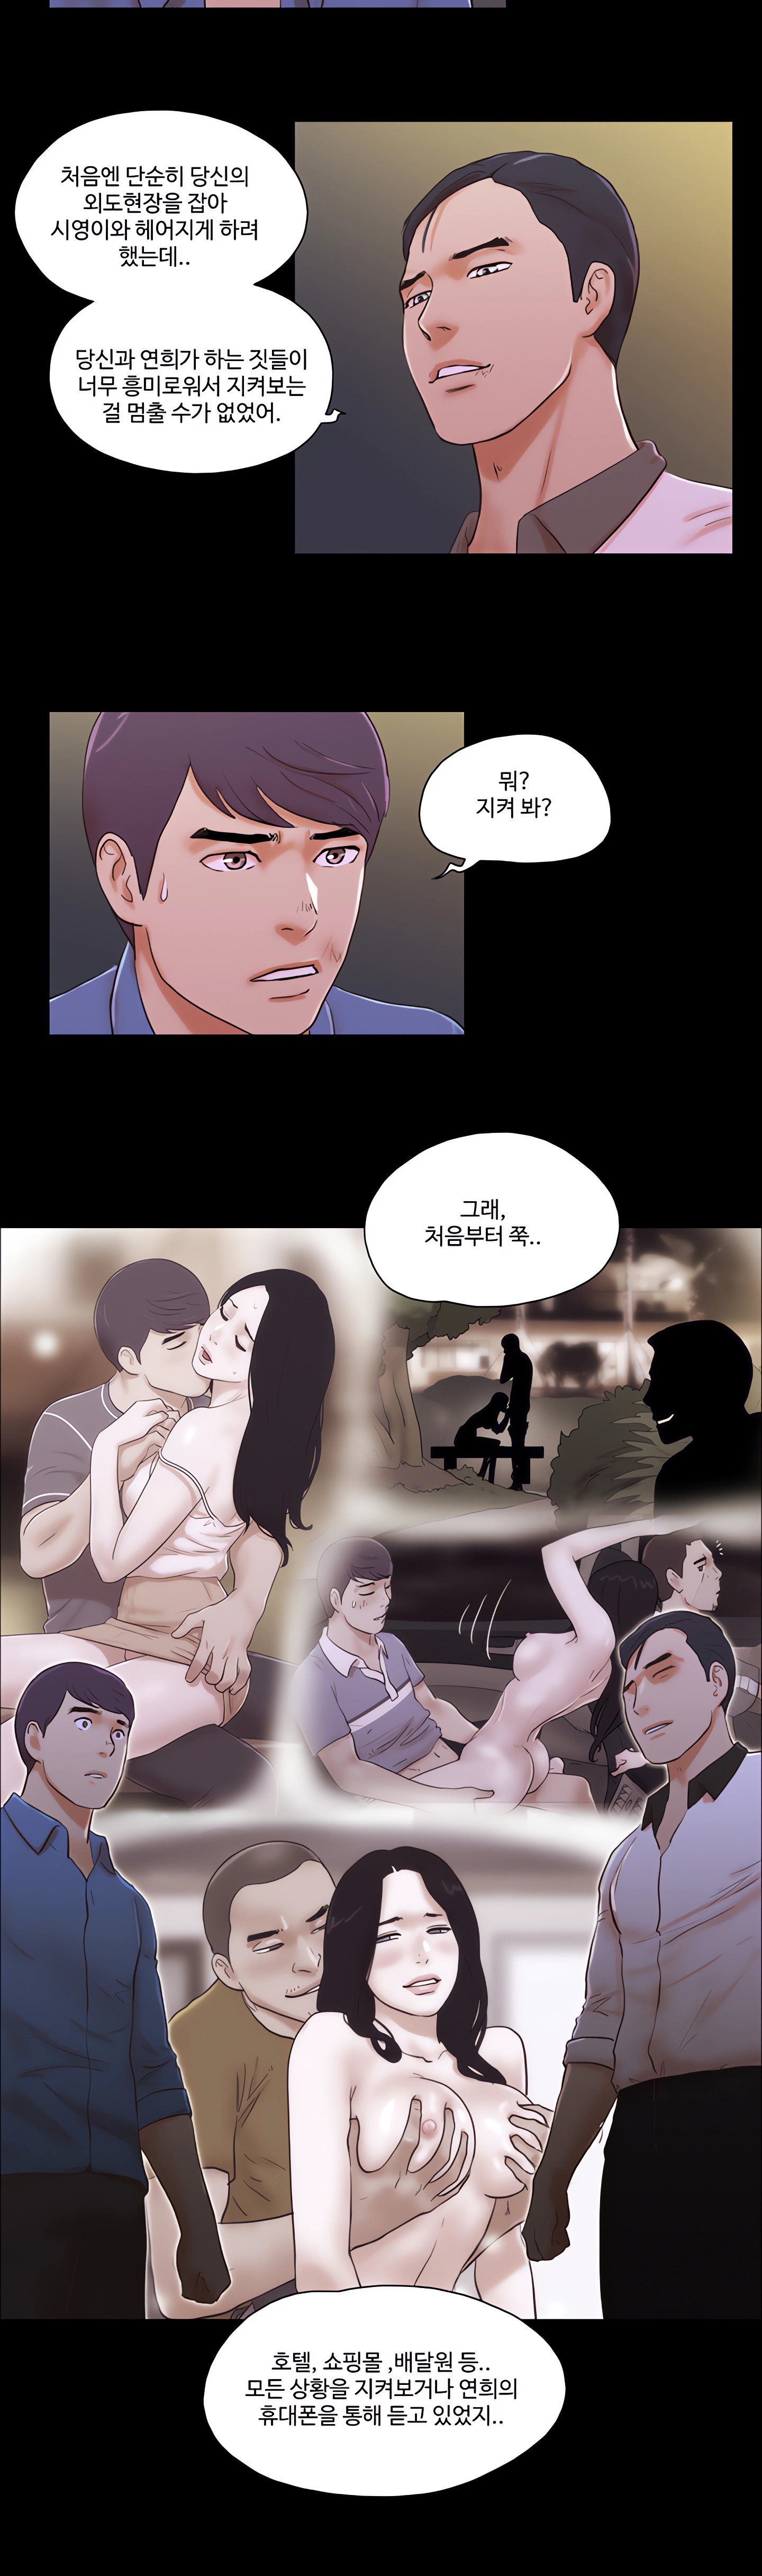 처음엔 단순히 당신의
외도현장을 잡아
시영이와 헤어지게 하려
했는데..
당신과 연희가 하는 짓들이
너무 흥미로워서 지켜보는
걸 멈출 수가 없었어.
뭐?
지켜 봐?
그래,
처음부터 쭉..
호텔, 쇼핑몰 ,배달원 등..
모든 상황을 지켜보거나 연희의
휴대폰을 통해 듣고 있었지..